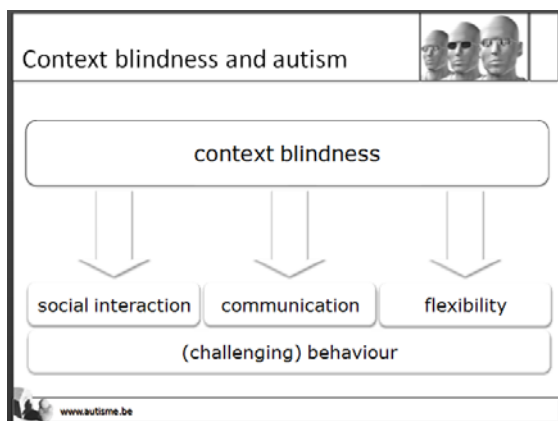 Context blindness and autism
context blindness
social interaction
communication
flexibility
(challenging) behaviour
www.autisme.be